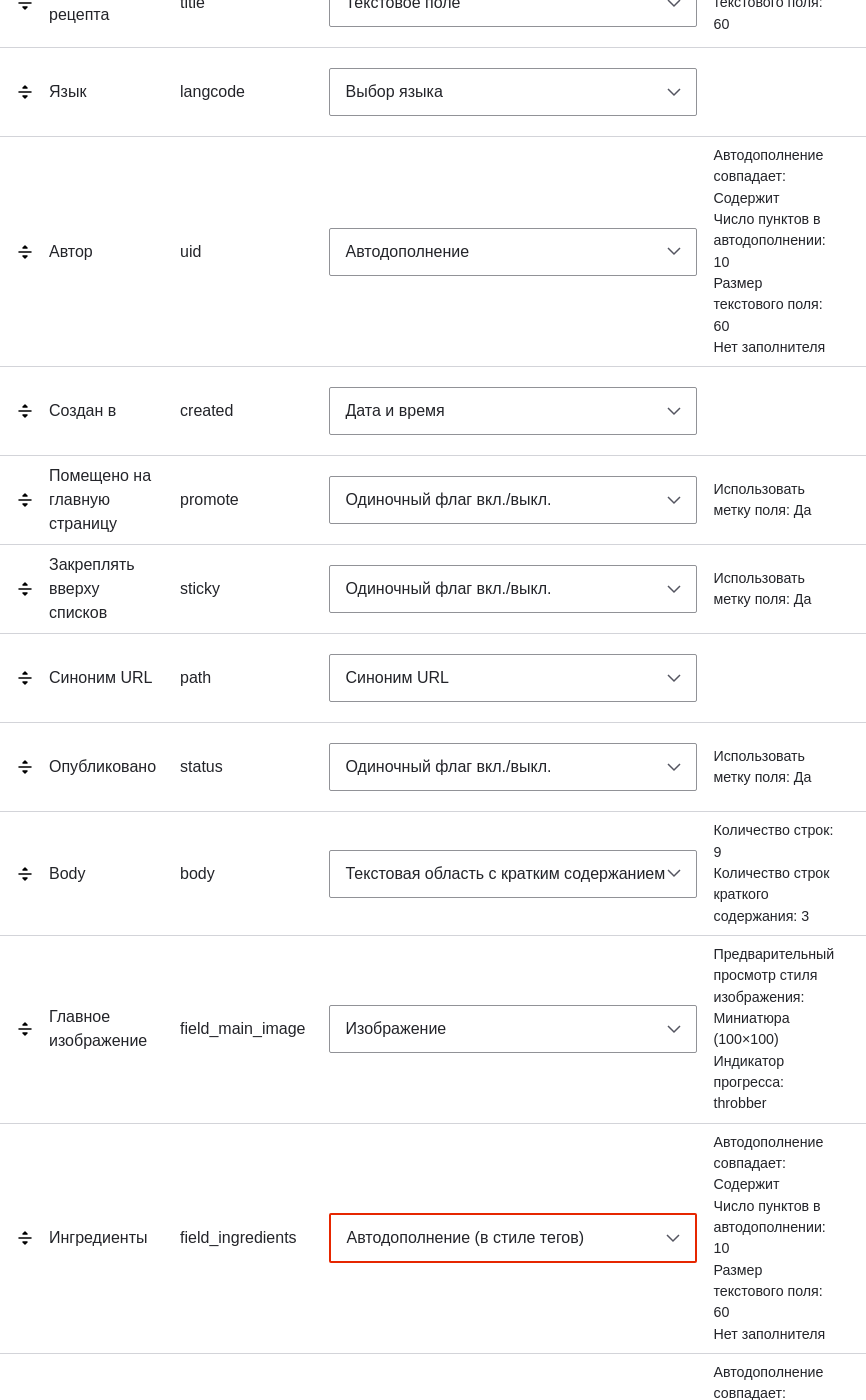 рецепта
title
Текстовое поле
текстового поля:
60
Язык
langcode
Выбор языка
Автор
uid
Автодополнение
Автодополнение
совпадает:
Содержит
Число пунктов в
автодополнении:
10
Размер
текстового поля:
60
Нет заполнителя
Создан в
created
Дата и время
Помещено на
главную
страницу
promote
Одиночный флаг вкл./выкл.
Использовать
метку поля: Да
Закреплять
вверху
списков
sticky
Одиночный флаг вкл./выкл.
Использовать
метку поля: Да
Синоним URL
path
Синоним URL
Опубликовано
status
Одиночный флаг вкл./выкл.
Использовать
метку поля: Да
Body
body
Текстовая область с кратким содержанием
Количество строк:
9
Количество строк
краткого
содержания: 3
Главное
изображение
field_main_image
Изображение
Предварительный
просмотр стиля
изображения:
Миниатюра
(100×100)
Индикатор
прогресса:
throbber
Ингредиенты
field_ingredients
Автодополнение (в стиле тегов)
Автодополнение
совпадает:
Содержит
Число пунктов в
автодополнении:
10
Размер
текстового поля:
60
Нет заполнителя
Автодополнение
совпадает: